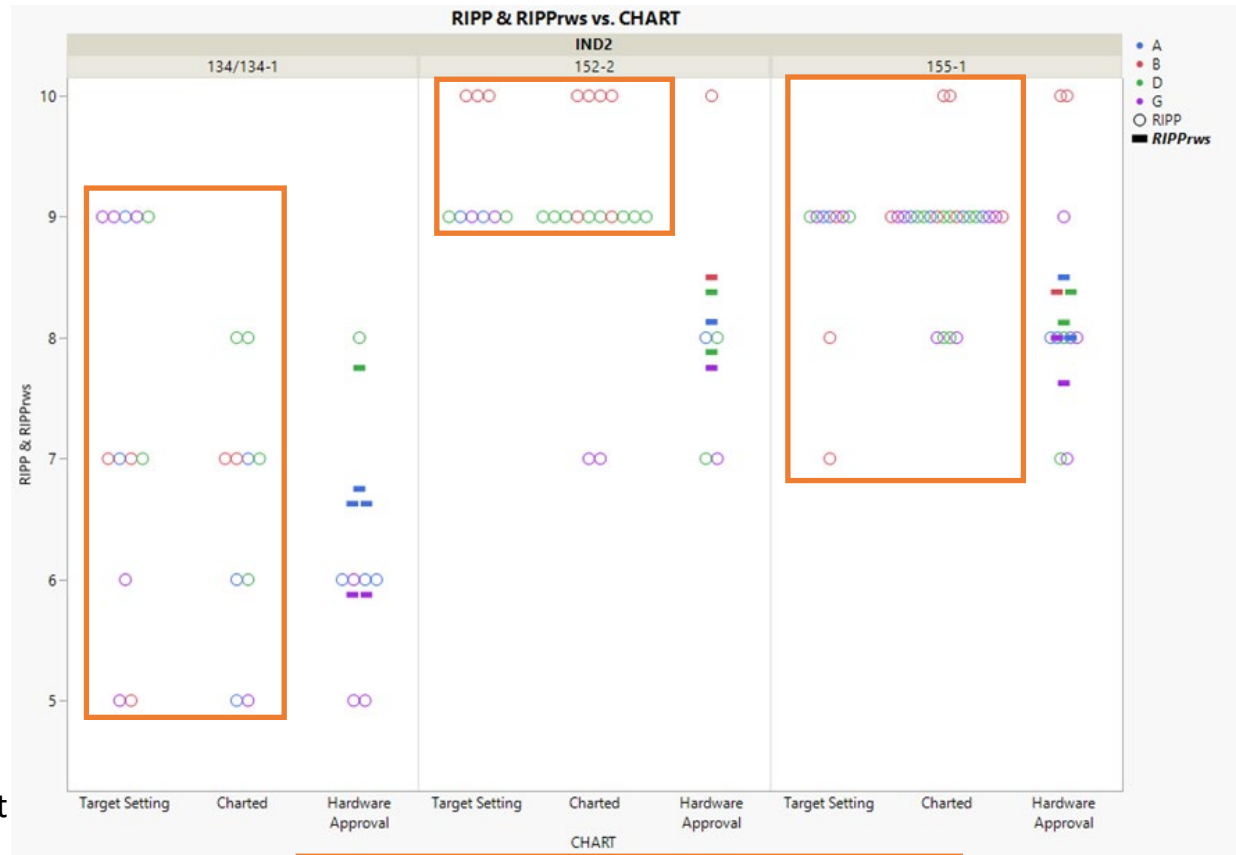 RIPP & RIPPrws vs. CHART
IND2
134/134-1 152-2 155-1
A
B
D
G
RIPP
RIPPrws
10
9
8
7
6
5
RIPP & RIPPrws
t
Target Setting Charted Hardware Approval Target Setting Charted Hardware Approval Target Setting Charted Hardware Approval
CHART